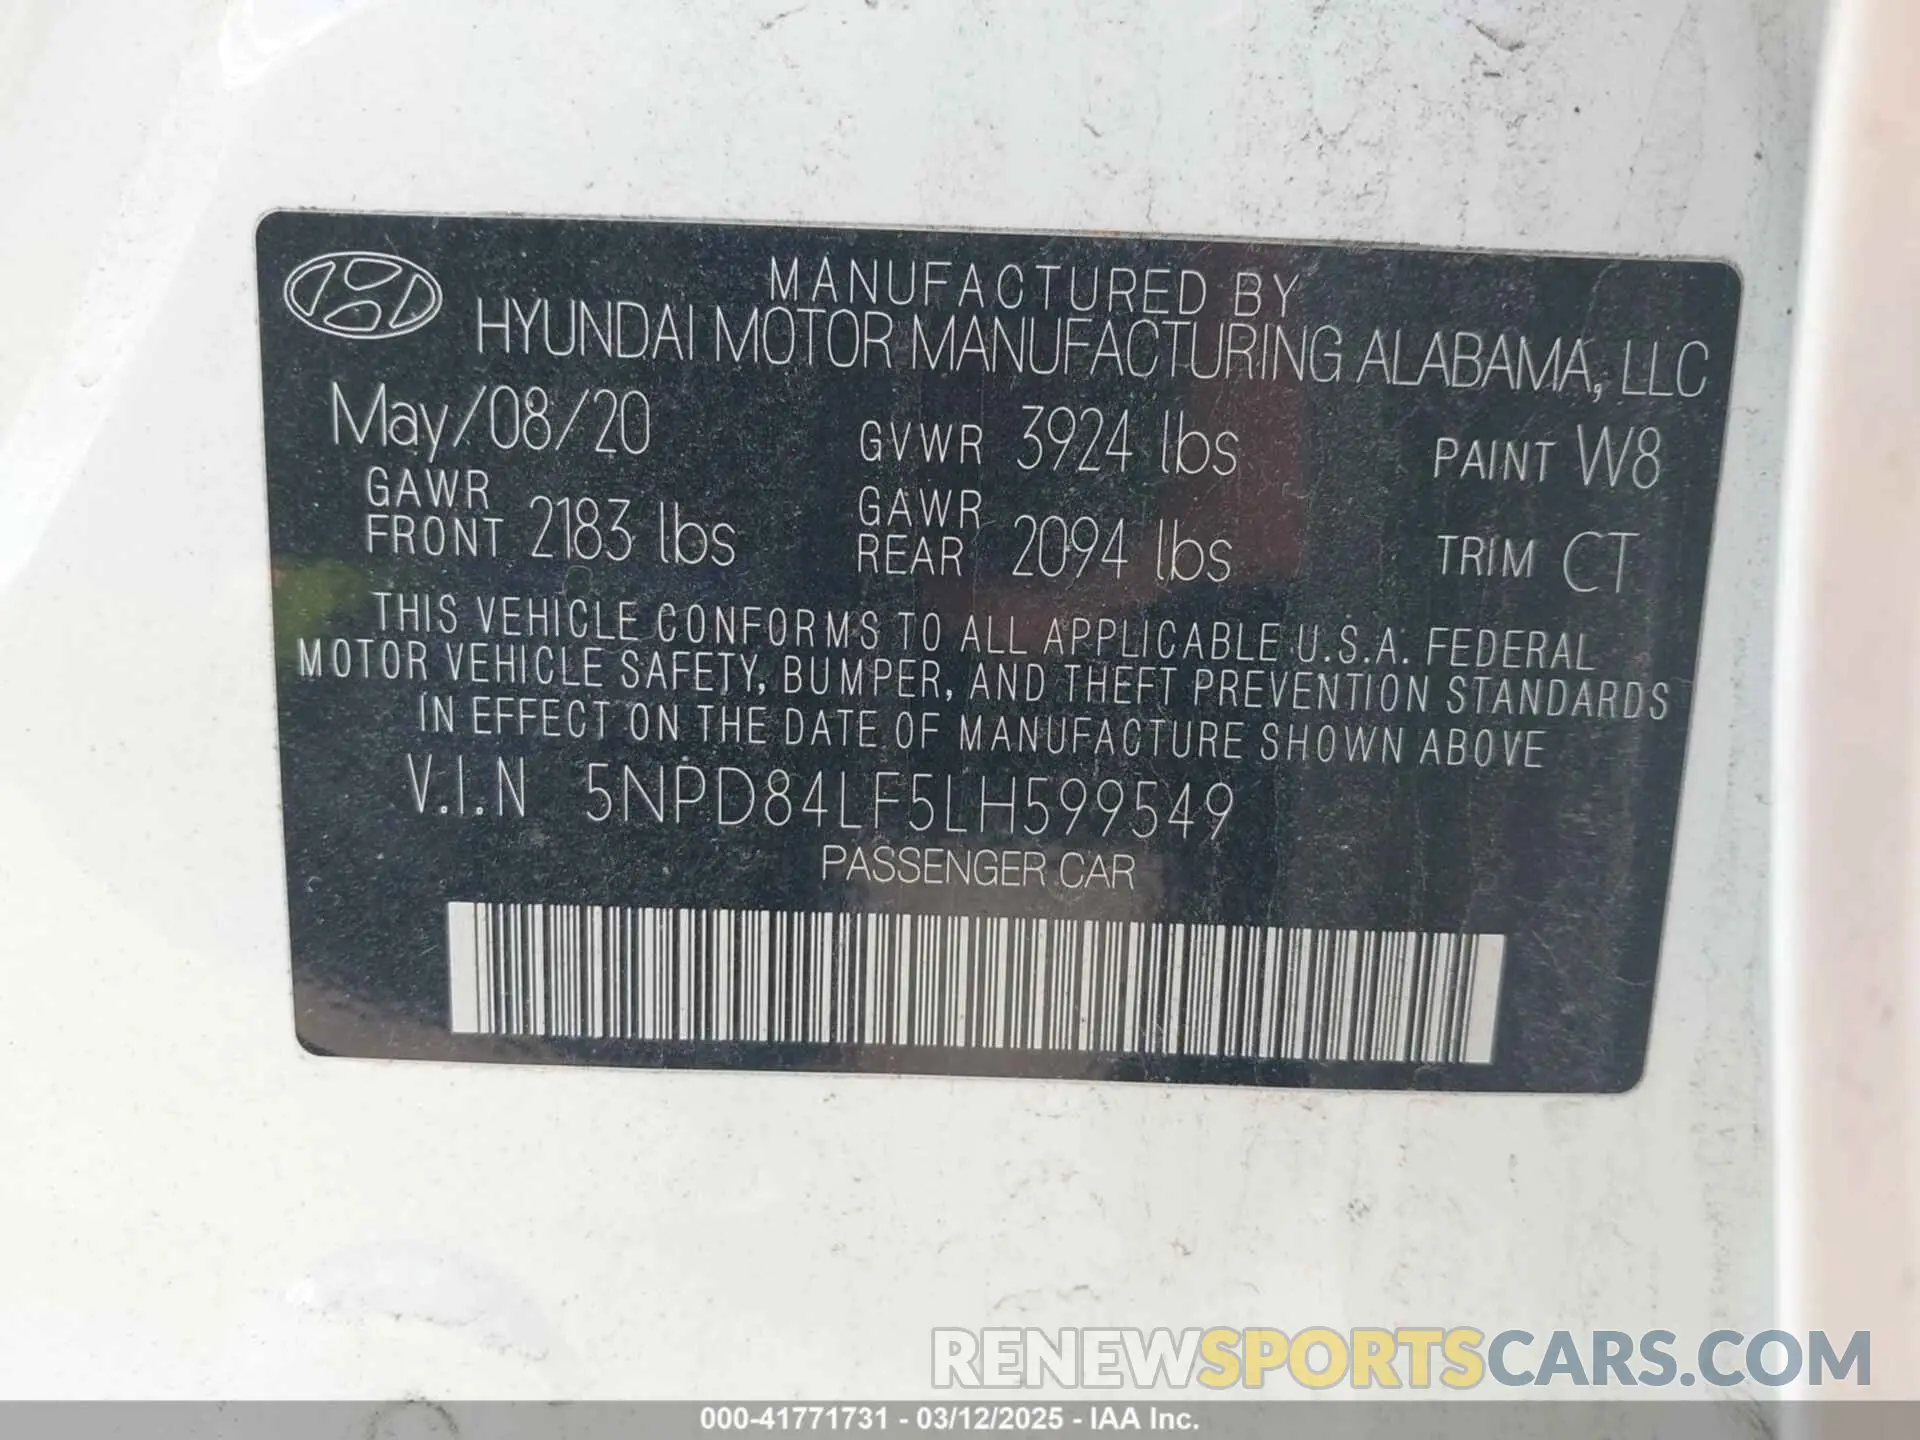 MANUFACTURED BY
HYUNDAI MOTOR MANUFACTURING ALABAMA, LLC
May/08/20 GVWR 3924 lbs PAINT W8
GAWR FRONT 2183 lbs GAWR REAR 2094 lbs TRIM CT
THIS VEHICLE CONFORMS TO ALL APPLICABLE U.S.A. FEDERAL
MOTOR VEHICLE SAFETY, BUMPER, AND THEFT PREVENTION STANDARDS
IN EFFECT ON THE DATE OF MANUFACTURE SHOWN ABOVE
V.I.N 5NPD84LF5LH599549
PASSENGER CAR
RENEWSPORTSCARS.COM
000-41771731 - 03/12/2025 - IAA Inc.